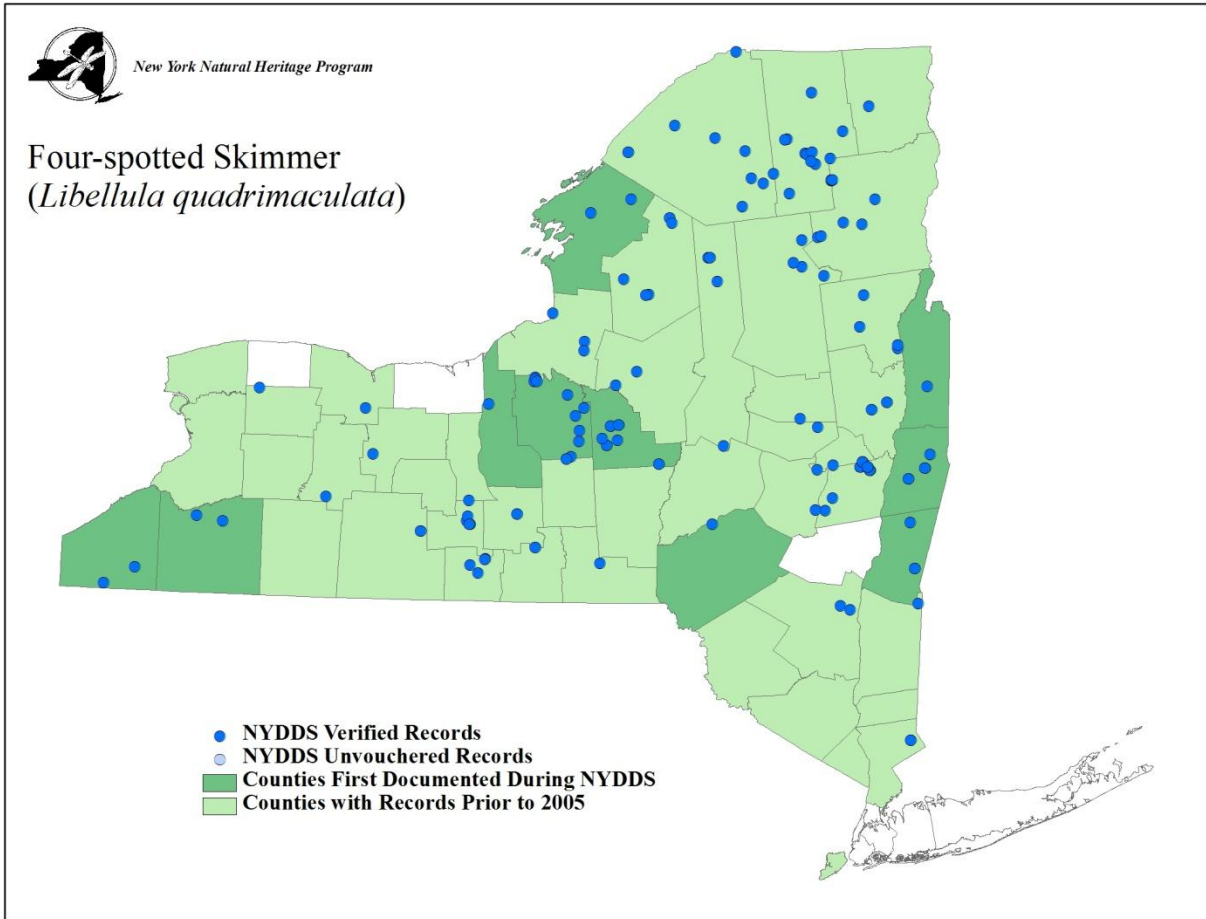 New York Natural Heritage Program
Four-spotted Skimmer
(Libellula quadrimaculata)
NYDDS Verified Records
NYDDS Unvouchered Records
Counties First Documented During NYDDS
Counties with Records Prior to 2005